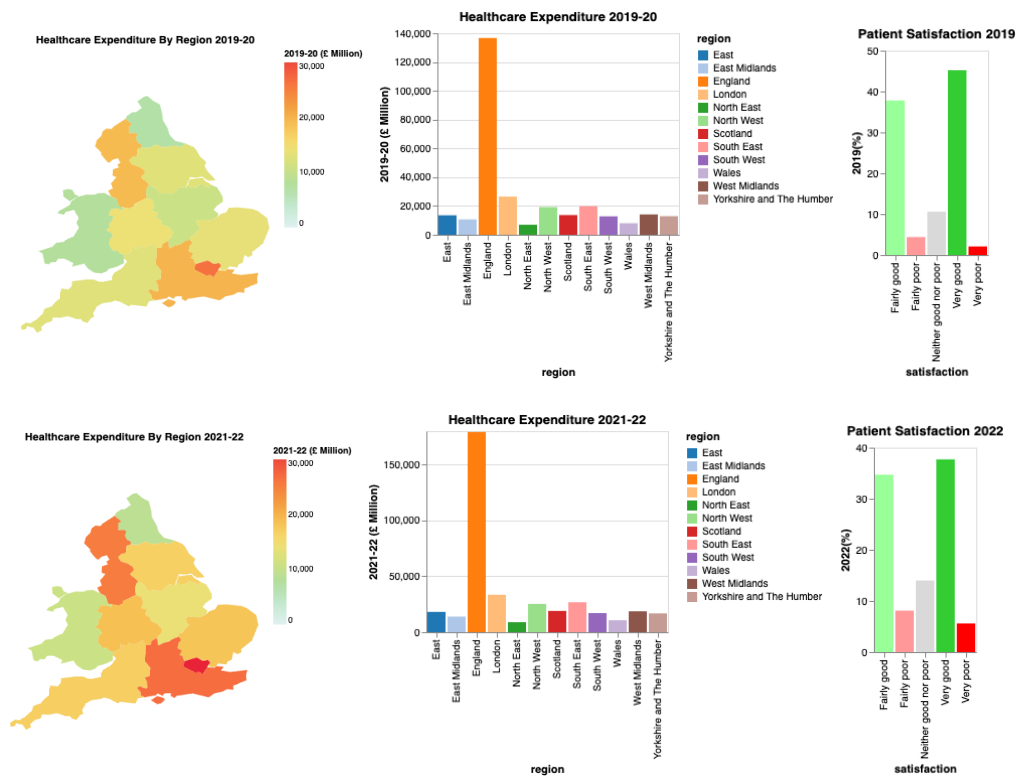 Healthcare Expenditure By Region 2019-20
2019-20 (£ Million)
30,000
20,000
10,000
0
Healthcare Expenditure 2019-20
2019-20 (£ Million)
140,000
120,000
100,000
80,000
60,000
40,000
20,000
0
East
East Midlands
England
London
North East
North West
Scotland
South East
South West
Wales
West Midlands
Yorkshire and The Humber
region
region
East
East Midlands
England
London
North East
North West
Scotland
South East
South West
Wales
West Midlands
Yorkshire and The Humber
Patient Satisfaction 2019
2019(%)
50
40
30
20
10
0
Fairly good
Fairly poor
Neither good nor poor
Very good
Very poor
satisfaction
Healthcare Expenditure By Region 2021-22
2021-22 (£ Million)
30,000
20,000
10,000
0
Healthcare Expenditure 2021-22
2021-22 (£ Million)
150,000
100,000
50,000
0
East
East Midlands
England
London
North East
North West
Scotland
South East
South West
Wales
West Midlands
Yorkshire and The Humber
region
region
East
East Midlands
England
London
North East
North West
Scotland
South East
South West
Wales
West Midlands
Yorkshire and The Humber
Patient Satisfaction 2022
2022(%)
40
30
20
10
0
Fairly good
Fairly poor
Neither good nor poor
Very good
Very poor
satisfaction